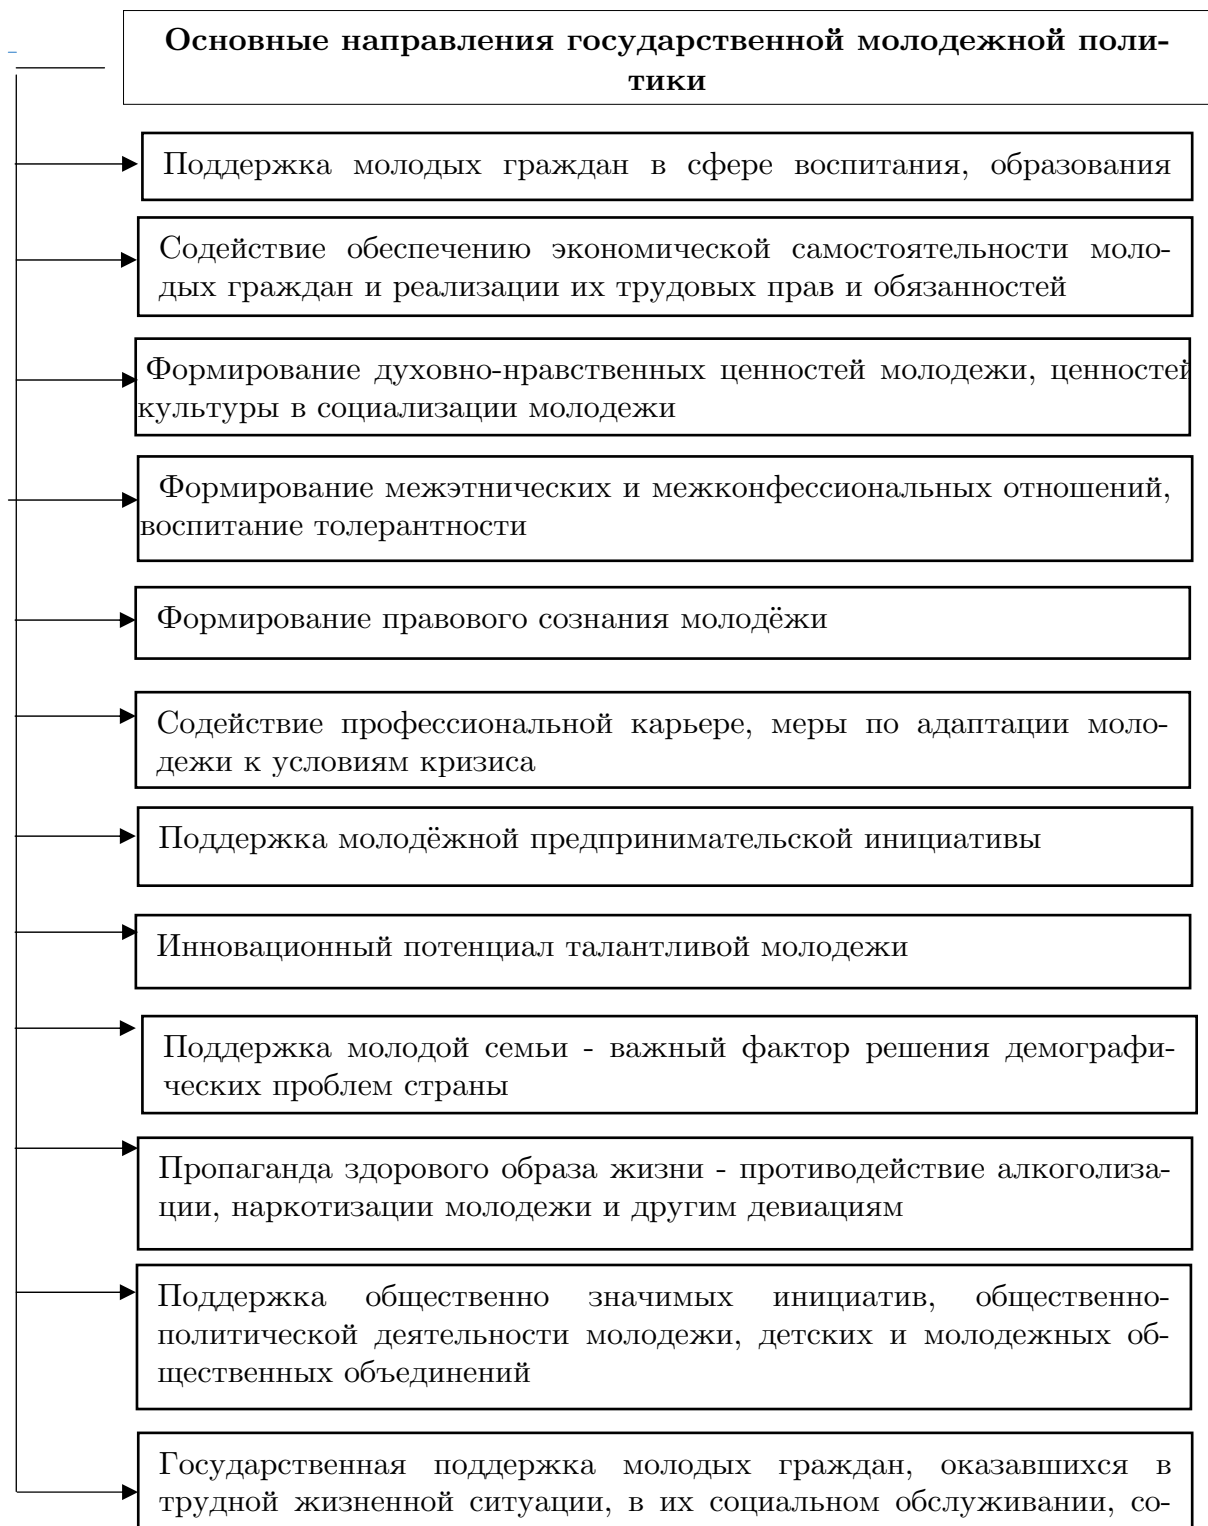 Основные направления государственной молодежной поли-
тики
Поддержка молодых граждан в сфере воспитания, образования
Содействие обеспечению экономической самостоятельности моло-
дых граждан и реализации их трудовых прав и обязанностей
Формирование духовно-нравственных ценностей молодежи, ценностей
культуры в социализации молодежи
Формирование межэтнических и межконфессиональных отношений,
воспитание толерантности
Формирование правового сознания молодёжи
Содействие профессиональной карьере, меры по адаптации моло-
дежи к условиям кризиса
Поддержка молодёжной предпринимательской инициативы
Инновационный потенциал талантливой молодежи
Поддержка молодой семьи - важный фактор решения демографи-
ческих проблем страны
Пропаганда здорового образа жизни - противодействие алкоголиза-
ции, наркотизации молодежи и другим девиациям
Поддержка общественно значимых инициатив, общественно-
политической деятельности молодежи, детских и молодежных об-
щественных объединений
Государственная поддержка молодых граждан, оказавшихся в
трудной жизненной ситуации, в их социальном обслуживании, со-